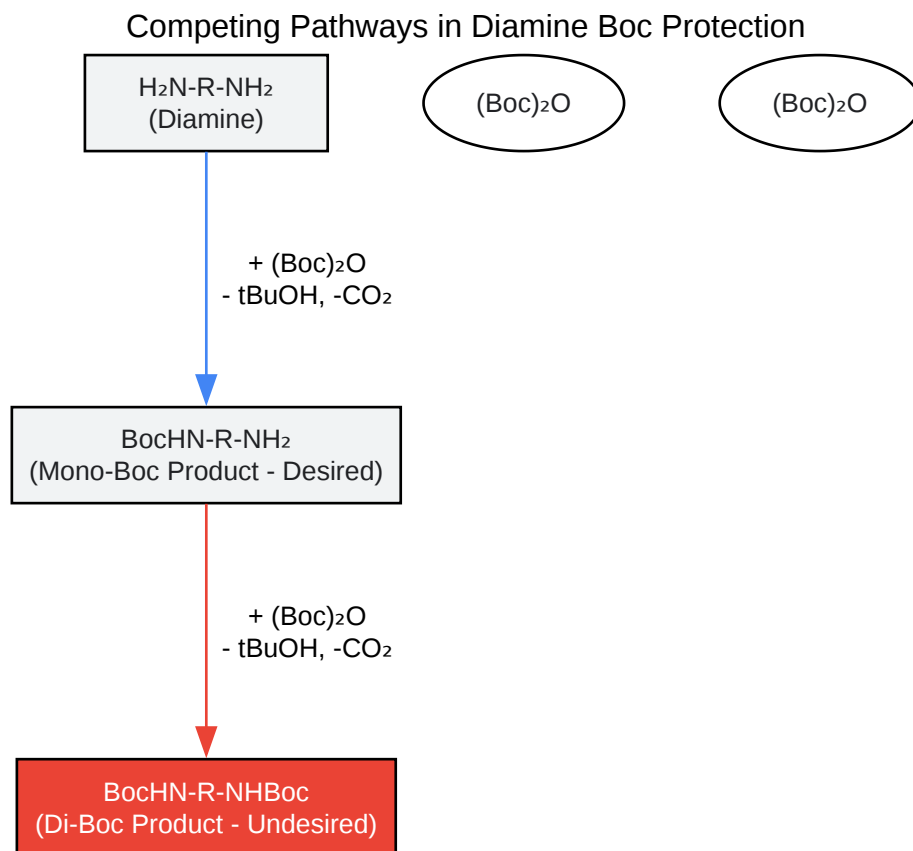 Competing Pathways in Diamine Boc Protection
H₂N-R-NH₂
(Diamine)
(Boc)₂O
(Boc)₂O
+ (Boc)₂O
- tBuOH, -CO₂
BocHN-R-NH₂
(Mono-Boc Product - Desired)
+ (Boc)₂O
- tBuOH, -CO₂
BocHN-R-NHBoc
(Di-Boc Product - Undesired)